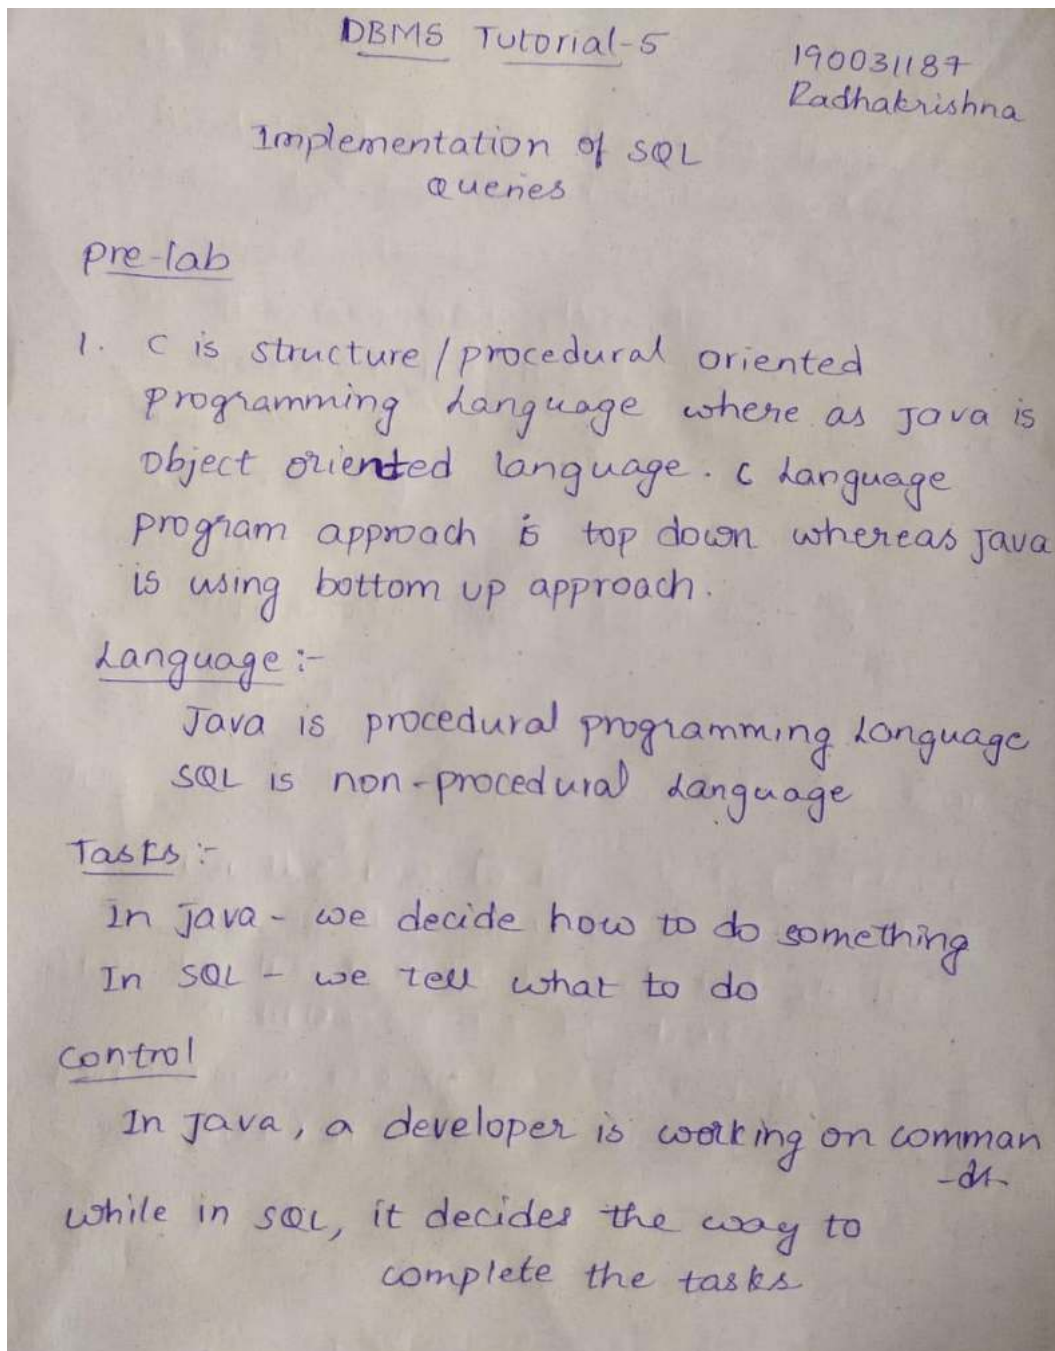 DBMS Tutorial-5
190031187
Radhakrishna
Implementation of SQL
queries
pre-lab
1. C is structure/procedural oriented
programming Language where as Java is
object oriented language. C Language
program approach is top down whereas Java
is using bottom up approach.
Language :-
Java is procedural programming Language
SQL is non-procedural Language
Tasks :-
In java - we decide how to do something
In SQL - we tell what to do
control
In Java, a developer is working on comman
-ds-
while in SQL, it decides the way to
complete the tasks